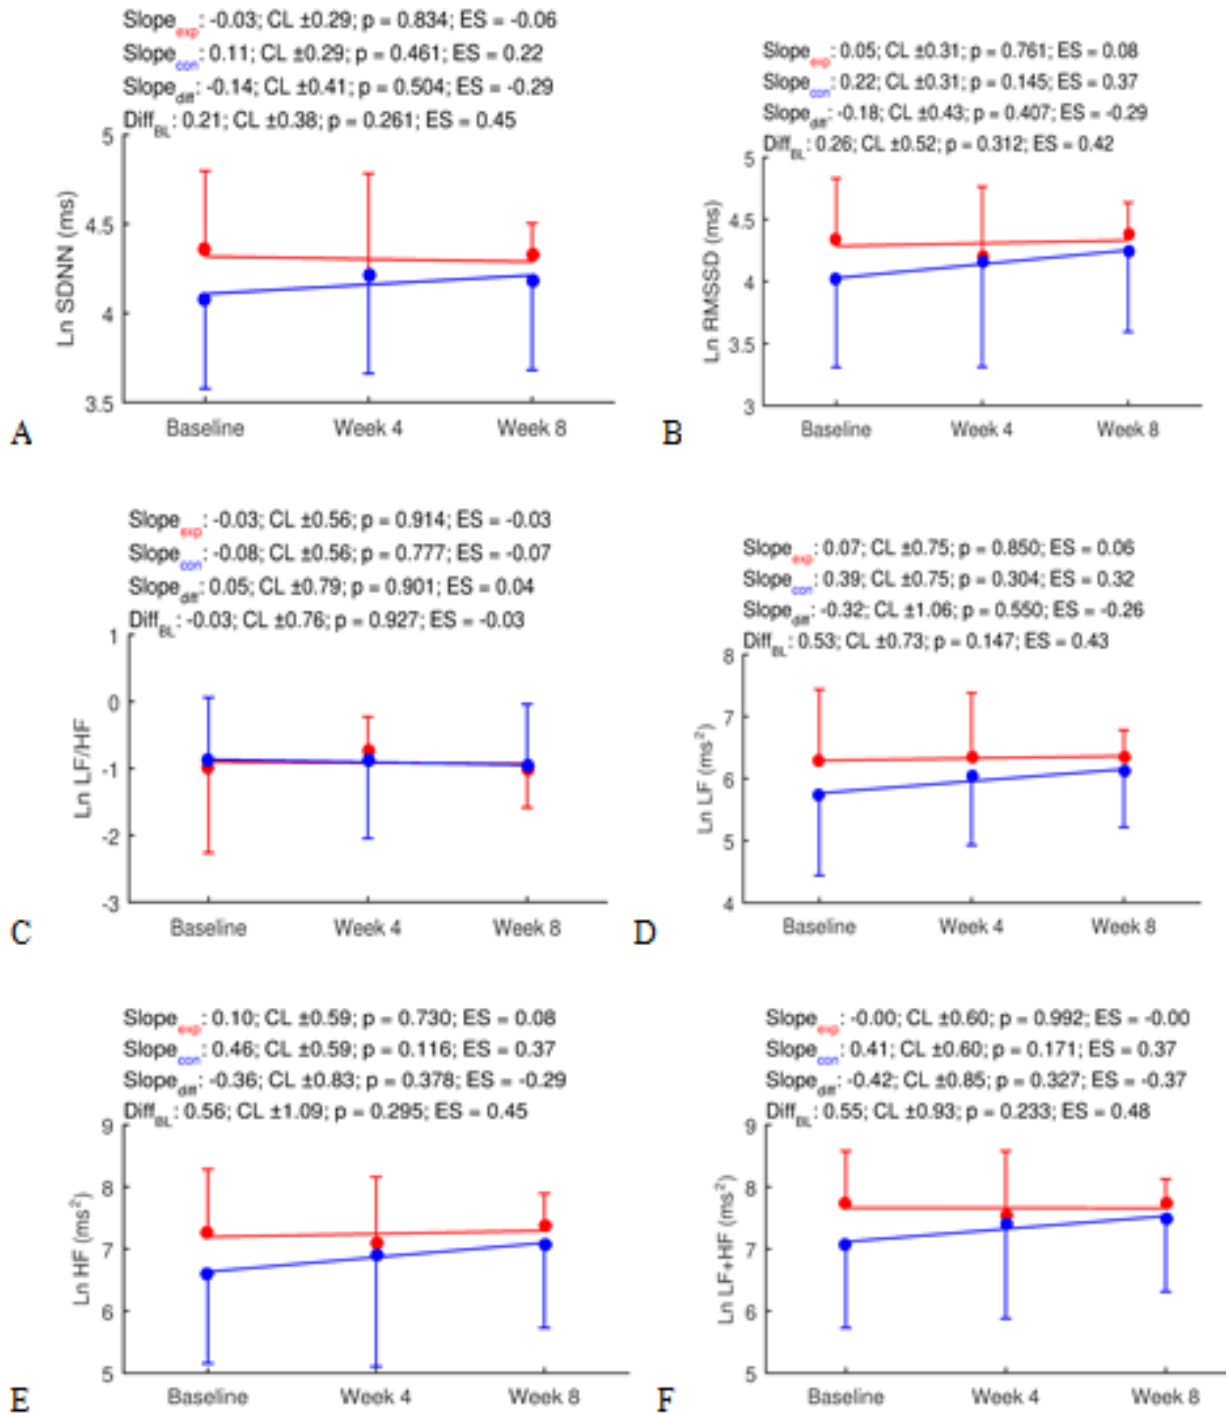 Slope exp: -0.03; CL ±0.29; p = 0.834; ES = -0.06
Slope con: 0.11; CL ±0.29; p = 0.461; ES = 0.22
Slope diff: -0.14; CL ±0.41; p = 0.504; ES = -0.29
Diff BL: 0.21; CL ±0.38; p = 0.261; ES = 0.45
5
4.5
4
3.5
Ln SDNN (ms)
Baseline Week 4 Week 8
A
Slope exp: 0.05; CL ±0.31; p = 0.761; ES = 0.08
Slope con: 0.22; CL ±0.31; p = 0.145; ES = 0.37
Slope diff: -0.18; CL ±0.43; p = 0.407; ES = -0.29
Diff BL: 0.26; CL ±0.52; p = 0.312; ES = 0.42
5
4.5
4
3.5
3
Ln RMSSD (ms)
Baseline Week 4 Week 8
B
Slope exp: -0.03; CL ±0.56; p = 0.914; ES = -0.03
Slope con: -0.08; CL ±0.56; p = 0.777; ES = -0.07
Slope diff: 0.05; CL ±0.79; p = 0.901; ES = 0.04
Diff BL: -0.03; CL ±0.76; p = 0.927; ES = -0.03
1
0
-1
-2
-3
Ln LF/HF
Baseline Week 4 Week 8
C
Slope exp: 0.07; CL ±0.75; p = 0.850; ES = 0.06
Slope con: 0.39; CL ±0.75; p = 0.304; ES = 0.32
Slope diff: -0.32; CL ±1.06; p = 0.550; ES = -0.26
Diff BL: 0.53; CL ±0.73; p = 0.147; ES = 0.43
8
7
6
5
4
Ln LF (ms²)
Baseline Week 4 Week 8
D
Slope exp: 0.10; CL ±0.59; p = 0.730; ES = 0.08
Slope con: 0.46; CL ±0.59; p = 0.116; ES = 0.37
Slope diff: -0.36; CL ±0.83; p = 0.378; ES = -0.29
Diff BL: 0.56; CL ±1.09; p = 0.295; ES = 0.45
9
8
7
6
5
Ln HF (ms²)
Baseline Week 4 Week 8
E
Slope exp: -0.00; CL ±0.60; p = 0.992; ES = -0.00
Slope con: 0.41; CL ±0.60; p = 0.171; ES = 0.37
Slope diff: -0.42; CL ±0.85; p = 0.327; ES = -0.37
Diff BL: 0.55; CL ±0.93; p = 0.233; ES = 0.48
9
8
7
6
5
Ln LF+HF (ms²)
Baseline Week 4 Week 8
F